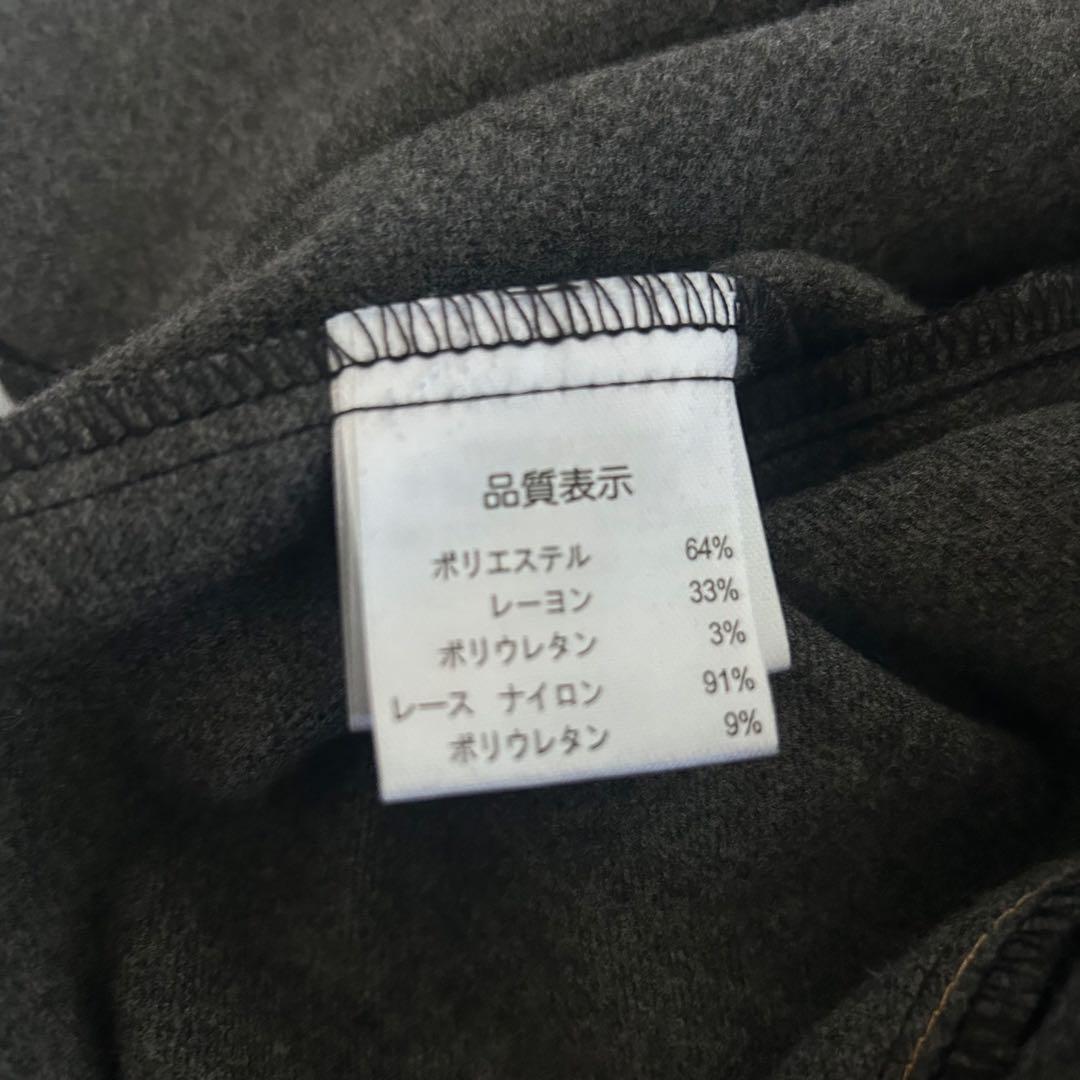 品質表示
ポリエステル 64%
レーヨン 33%
ポリウレタン 3%
レース ナイロン 91%
ポリウレタン 9%